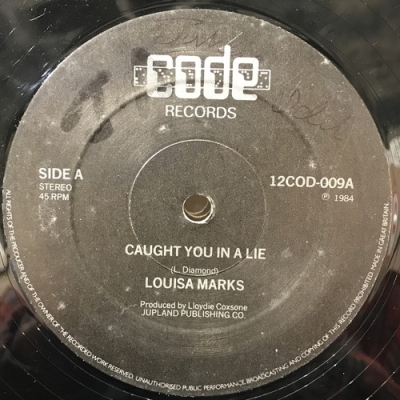 code
RECORDS
SIDE A
STEREO
45 RPM
12COD-009A
℗ 1984
CAUGHT YOU IN A LIE
(L. Diamond)
LOUISA MARKS
Produced by Lloydie Coxsone
JUPLAND PUBLISHING CO.
ALL RIGHTS OF THE PRODUCER AND OF THE OWNER OF THE RECORDED WORK RESERVED. UNAUTHORISED PUBLIC PERFORMANCE, BROADCASTING AND COPYING OF THIS RECORD PROHIBITED. MADE IN GREAT BRITAIN.